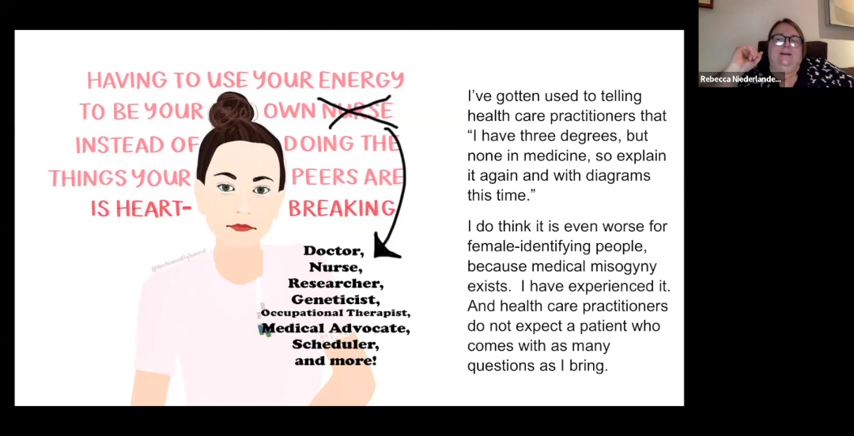 HAVING TO USE YOUR ENERGY
TO BE YOUR OWN NURSE
INSTEAD OF DOING THE
THINGS YOUR PEERS ARE
IS HEART- BREAKING
Doctor,
Nurse,
Researcher,
Geneticist,
Occupational Therapist,
Medical Advocate,
Scheduler,
and more!
I've gotten used to telling
health care practitioners that
“I have three degrees, but
none in medicine, so explain
it again and with diagrams
this time.”
I do think it is even worse for
female-identifying people,
because medical misogyny
exists.  I have experienced it.
And health care practitioners
do not expect a patient who
comes with as many
questions as I bring.
Rebecca Niederlande...